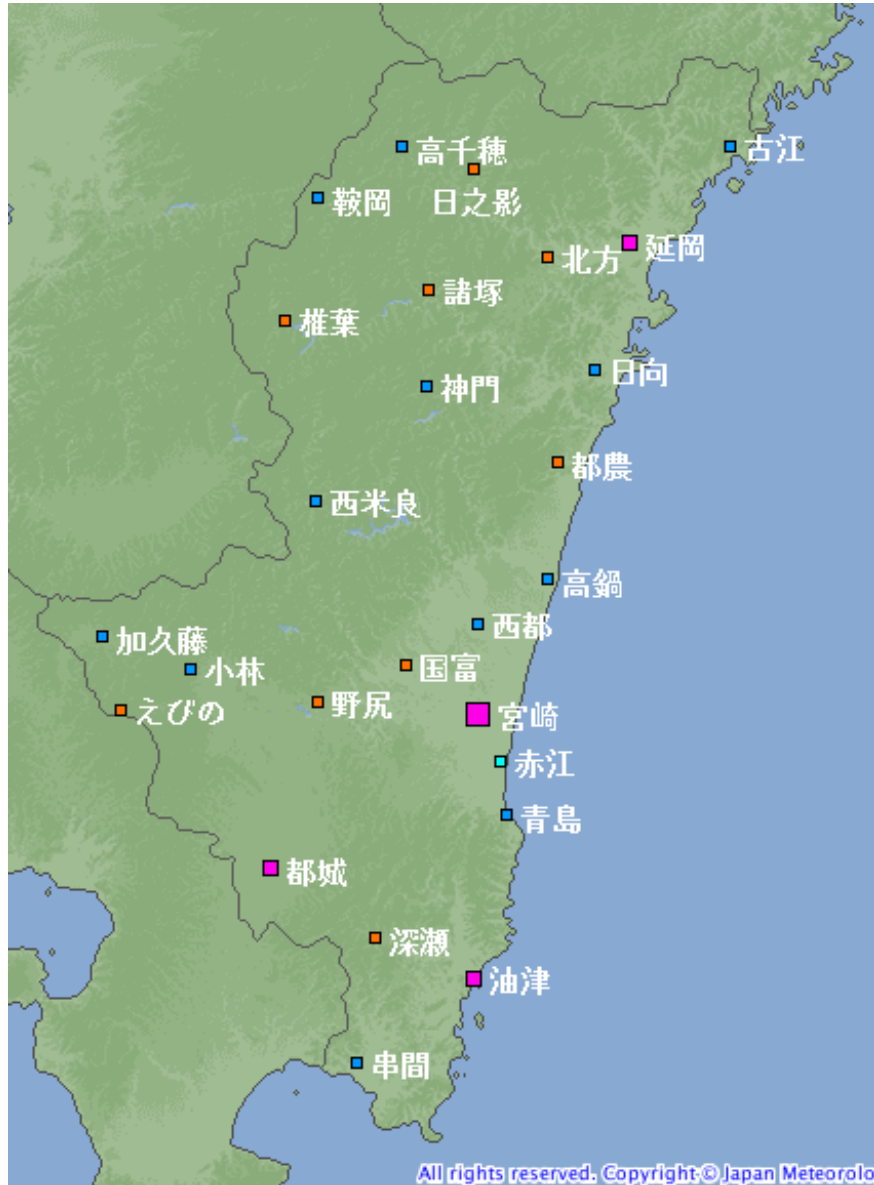 高千穂
古江
鞍岡
日之影
延岡
北方
諸塚
椎葉
日向
神門
都農
西米良
高鍋
西都
加久藤
小林
国富
野尻
えびの
宮崎
赤江
青島
都城
深瀬
油津
串間
All rights reserved. Copyright © Japan Meteorolo